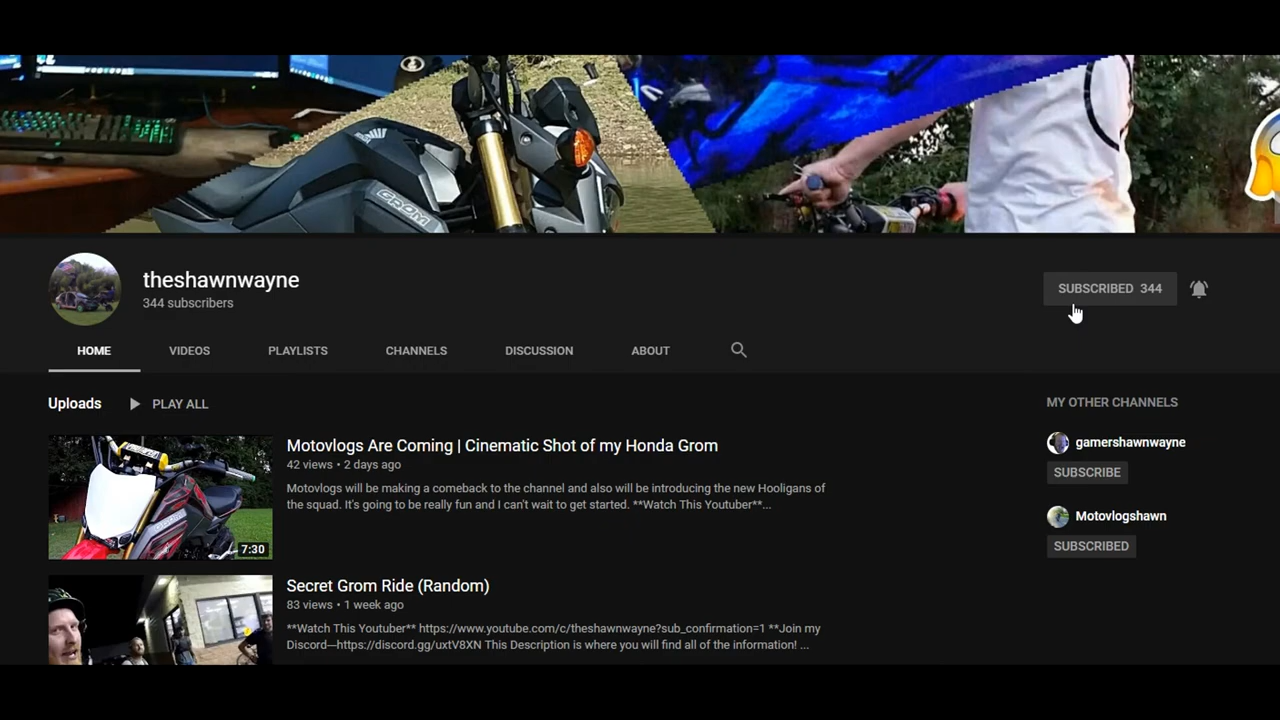 GROM
theshawnwayne
344 subscribers
SUBSCRIBED 344
HOME VIDEOS PLAYLISTS CHANNELS DISCUSSION ABOUT
Uploads PLAY ALL
MY OTHER CHANNELS
gamershawnwayne
SUBSCRIBE
Motovlogshawn
SUBSCRIBED
Motovlogs Are Coming | Cinematic Shot of my Honda Grom
42 views • 2 days ago
Motovlogs will be making a comeback to the channel and also will be introducing the new Hooligans of
the squad. It's going to be really fun and I can't wait to get started. **Watch This Youtuber**...
7:30
Secret Grom Ride (Random)
83 views • 1 week ago
**Watch This Youtuber** https://www.youtube.com/c/theshawnwayne?sub_confirmation=1 **Join my
Discord—https://discord.gg/uxtV8XN This Description is where you will find all of the information! ...